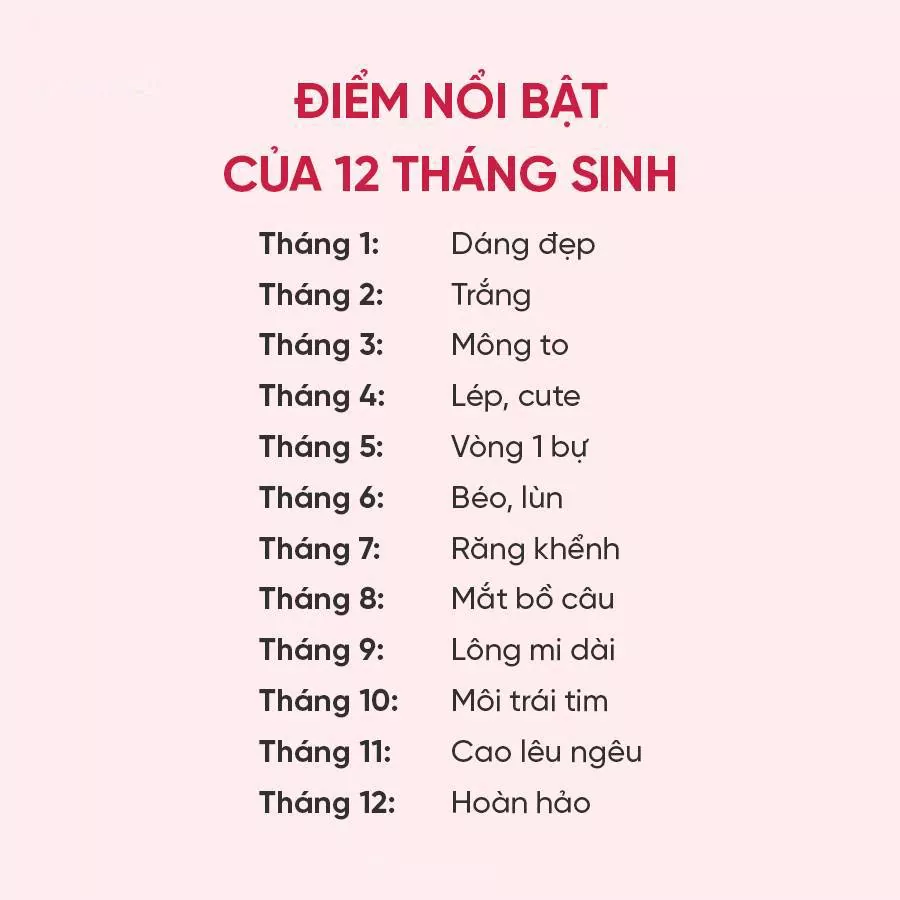 ĐIỂM NỔI BẬT
CỦA 12 THÁNG SINH
Tháng 1: Dáng đẹp
Tháng 2: Trắng
Tháng 3: Mông to
Tháng 4: Lép, cute
Tháng 5: Vòng 1 bự
Tháng 6: Béo, lùn
Tháng 7: Răng khểnh
Tháng 8: Mắt bồ câu
Tháng 9: Lông mi dài
Tháng 10: Môi trái tim
Tháng 11: Cao lêu ngêu
Tháng 12: Hoàn hảo